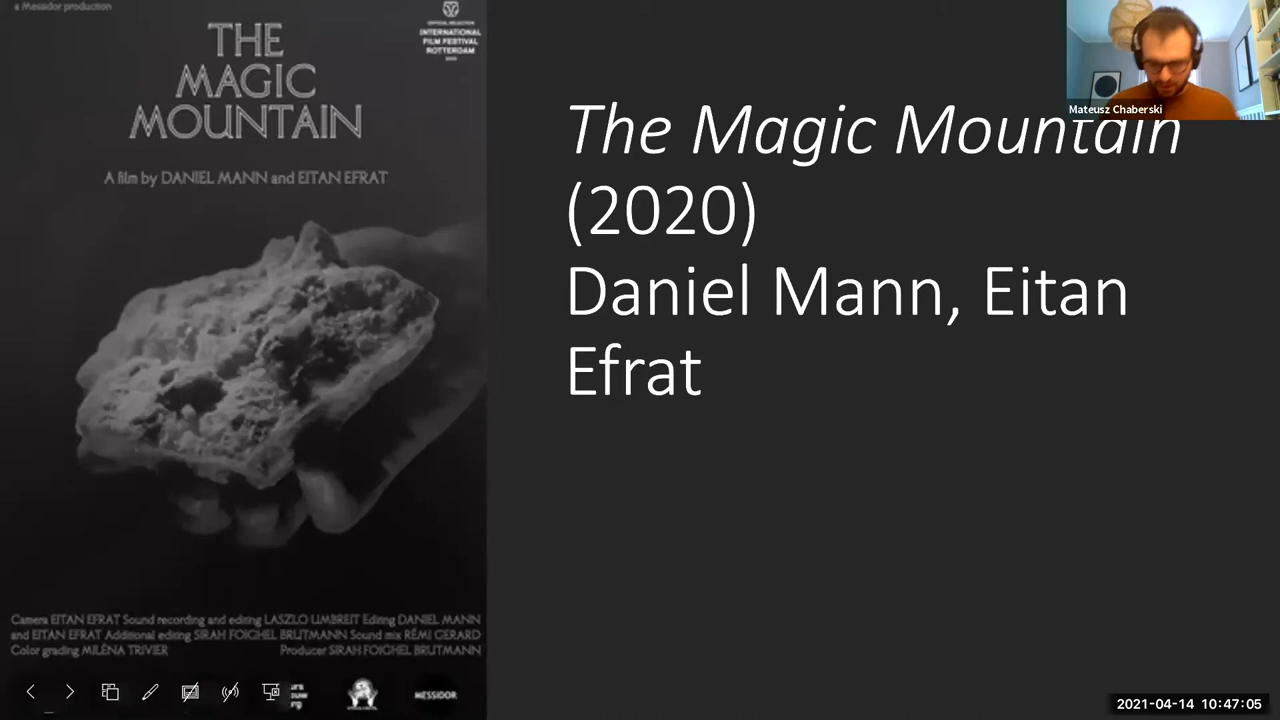 a Messidor production
THE
MAGIC
MOUNTAIN
A film by DANIEL MANN and EITAN EFRAT
OFFICIAL SELECTION
INTERNATIONAL
FILM FESTIVAL
ROTTERDAM
2020
Camera EITAN EFRAT Sound recording and editing LASZLO UMBREIT Editing DANIEL MANN
and EITAN EFRAT Additional editing SIRAH FOIGHEL BRUTMANN Sound mix RÉMI GERARD
Color grading MILÉNA TRIVIER Producer SIRAH FOIGHEL BRUTMANN
MESSIDOR
The Magic Mountain
(2020)
Daniel Mann, Eitan
Efrat
Mateusz Chaberski
2021-04-14 10:47:05